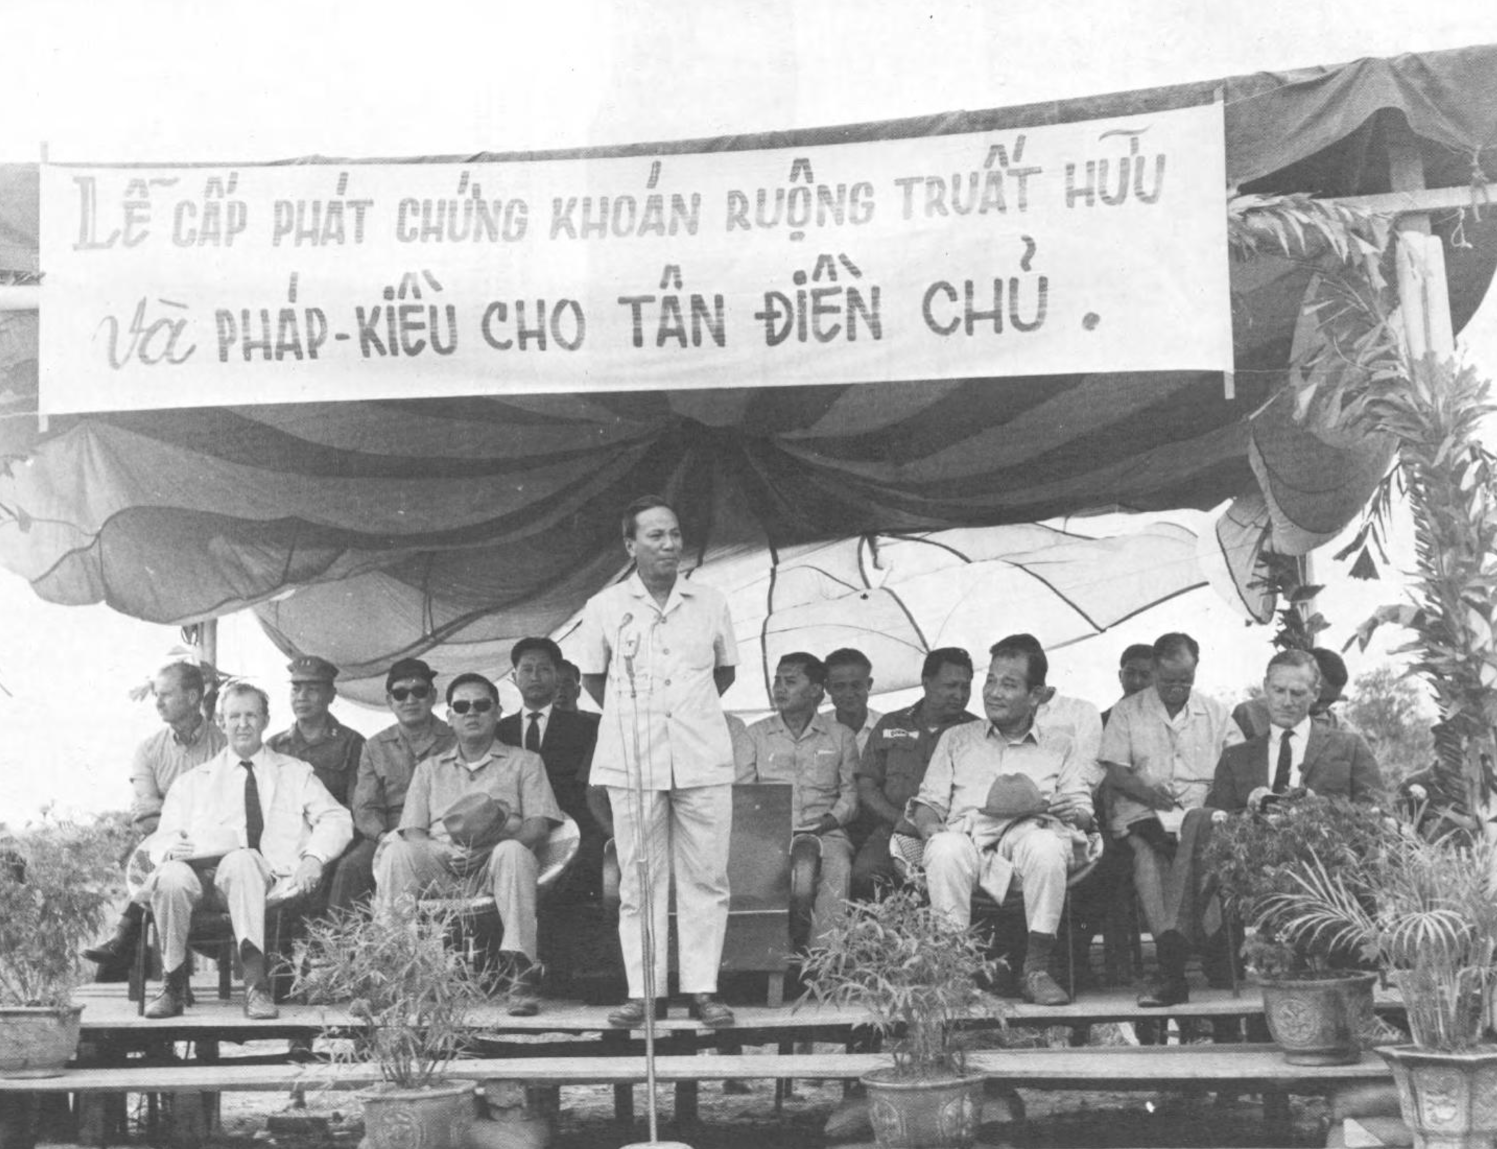 LỄ CẤP PHÁT CHỨNG KHOÁN RUỘNG TRUẤT HỮU
Và PHÁP-KIỀU CHO TÂN ĐIỀN CHỦ.